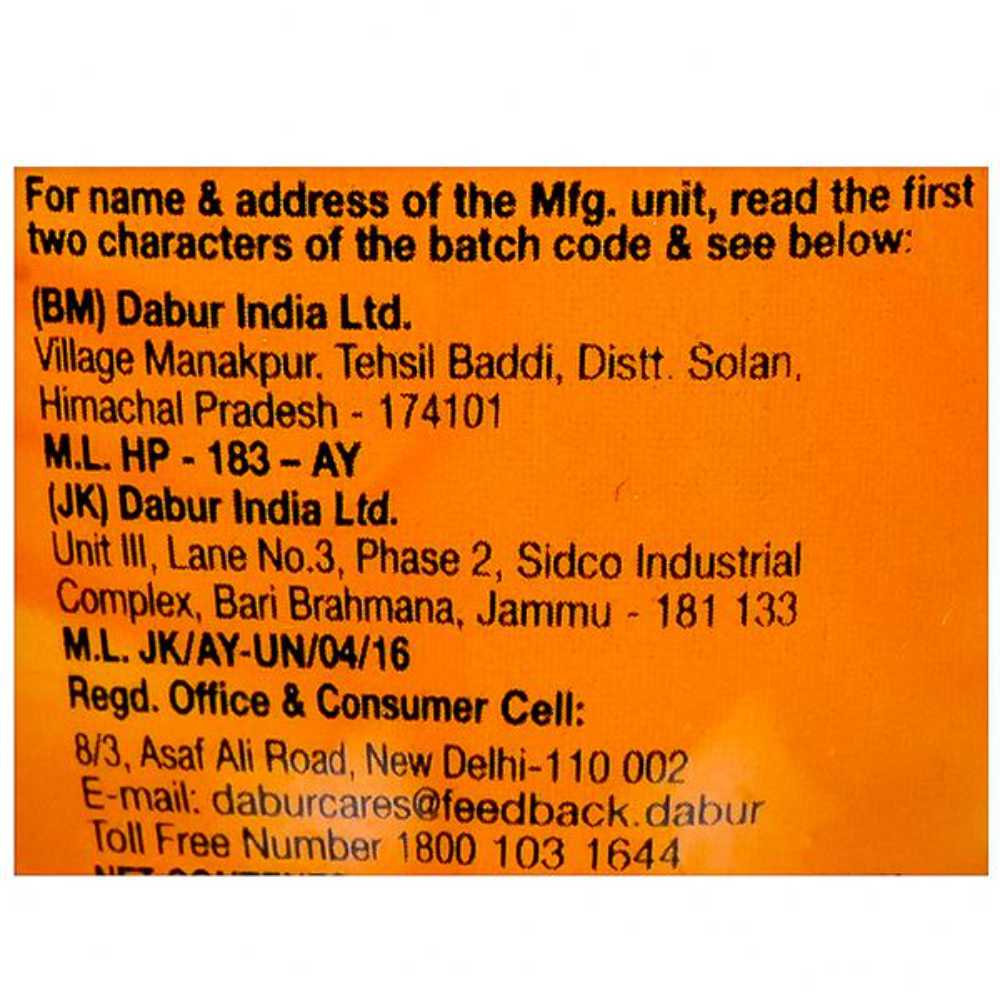 For name & address of the Mfg. unit, read the first
two characters of the batch code & see below:
(BM) Dabur India Ltd.
Village Manakpur. Tehsil Baddi, Distt. Solan,
Himachal Pradesh - 174101
M.L. HP - 183 – AY
(JK) Dabur India Ltd.
Unit III, Lane No.3, Phase 2, Sidco Industrial
Complex, Bari Brahmana, Jammu - 181 133
M.L. JK/AY-UN/04/16
Regd. Office & Consumer Cell:
8/3, Asaf Ali Road, New Delhi-110 002
E-mail: daburcares@feedback.dabur
Toll Free Number 1800 103 1644